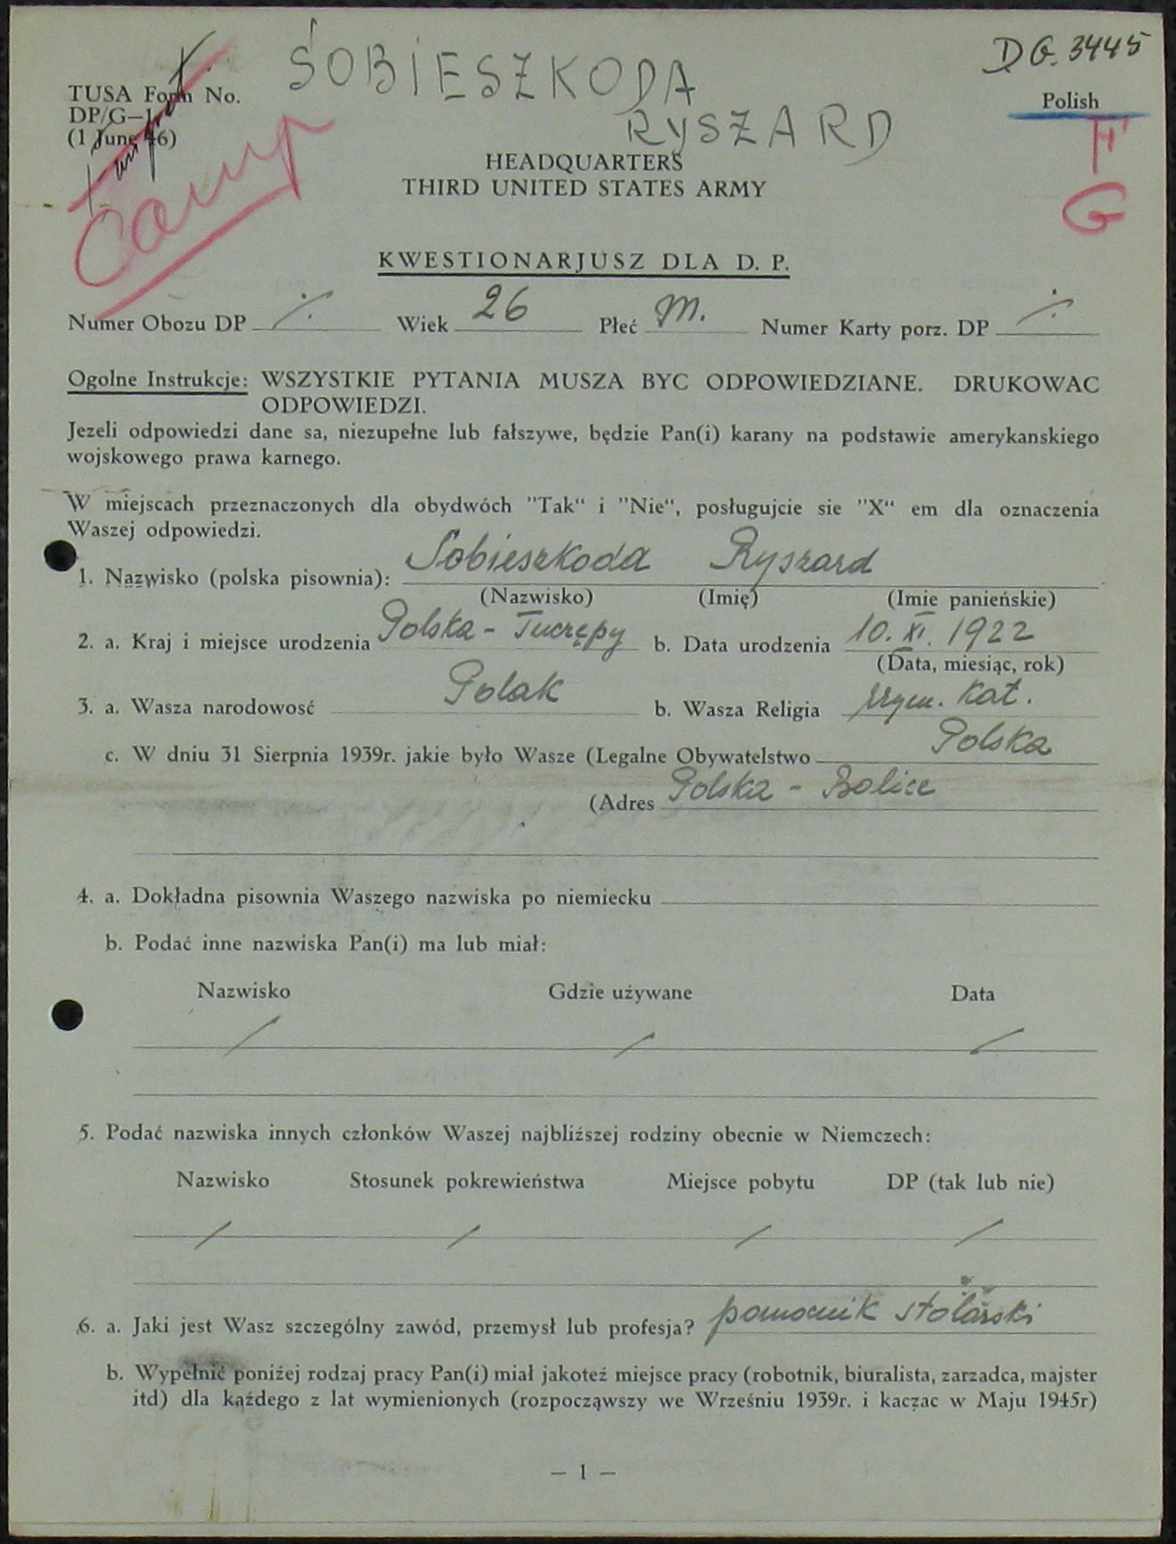 ŚOBIESZKODA
DG. 3445
TUSA Form No.
DP/G—1
(1 June 46)
Polish
RYSZARD
F
Camp
G
HEADQUARTERS
THIRD UNITED STATES ARMY
KWESTIONARJUSZ DLA D. P.
Numer Obozu DP ·/. Wiek 26 Płeć M. Numer Karty porz. DP ·/.
Ogolne Instrukcje: WSZYSTKIE PYTANIA MUSZA BYC ODPOWIEDZIANE. DRUKOWAC
ODPOWIEDZI.
Jezeli odpowiedzi dane sa, niezupełne lub fałszywe, będzie Pan(i) karany na podstawie amerykanskiego
wojskowego prawa karnego.
W miejscach przeznaczonych dla obydwóch "Tak“ i "Nie“, posługujcie sie "X“ em dla oznaczenia
Waszej odpowiedzi.
1. Nazwisko (polska pisownia): Sobieszkoda Ryszard
(Nazwisko) (Imię) (Imie panieńskie)
2. a. Kraj i miejsce urodzenia Polska - Tuczępy b. Data urodzenia 10. XI. 1922
(Data, miesiąc, rok)
3. a. Wasza narodowosć Polak b. Wasza Religia rzym. kat.
c. W dniu 31 Sierpnia 1939r. jakie było Wasze (Legalne Obywatelstwo Polska
(Adres Polska -
4. a. Dokładna pisownia Waszego nazwiska po niemiecku
b. Podać inne nazwiska Pan(i) ma lub miał:
Nazwisko Gdzie używane Data
/ / /
5. Podać nazwiska innych członków Waszej najbliższej rodziny obecnie w Niemczech:
Nazwisko Stosunek pokrewieństwa Miejsce pobytu DP (tak lub nie)
/ / / /
6. a. Jaki jest Wasz szczególny zawód, przemysł lub profesja? pomocnik stolarski
b. Wypełnić poniżej rodzaj pracy Pan(i) miał jakoteż miejsce pracy (robotnik, biuralista, zarzadca, majster
itd) dla każdego z lat wymienionych (rozpocząwszy we Wrześniu 1939r. i kaczac w Maju 1945r)
— 1 —